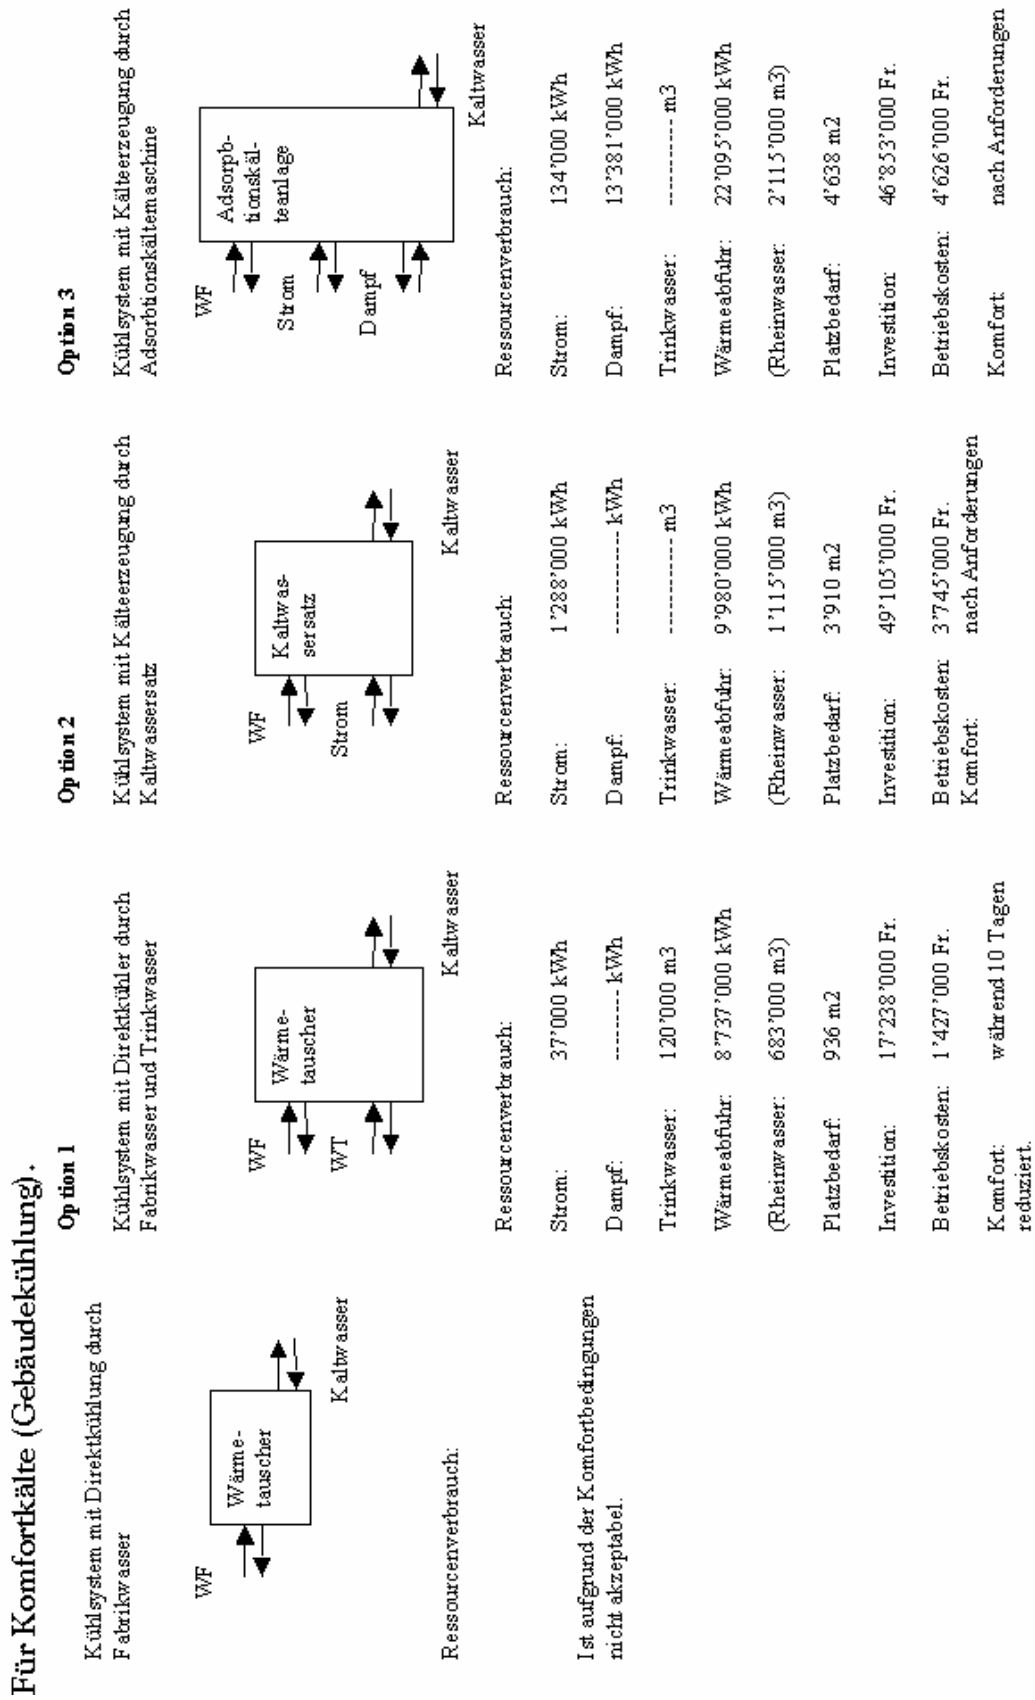 Für Komfortkälte (Gebäudekühlung).
Kühlsystem mit Direktkühlung durch
Fabrikwasser
WF
Wärme-
tauscher
Kaltwasser
Ressourcenverbrauch:
Ist aufgrund der Komfortbedingungen
nicht akzeptabel.
Option 1
Kühlsystem mit Direktkühler durch
Fabrikwasser und Trinkwasser
WF
WT
Wärme-
tauscher
Kaltwasser
Ressourcenverbrauch:
Strom: 37'000 kWh
Dampf: --------- kWh
Trinkwasser: 120'000 m3
Wärmeabfuhr: 8'737'000 kWh
(Rheinwasser: 683'000 m3)
Platzbedarf: 936 m2
Investition: 17'238'000 Fr.
Betriebskosten: 1'427'000 Fr.
Komfort: während 10 Tagen
reduziert.
Option 2
Kühlsystem mit Kälteerzeugung durch
Kaltwassersatz
WF
Strom
Kaltwas-
sersatz
Kaltwasser
Ressourcenverbrauch:
Strom: 1'288'000 kWh
Dampf: ------------- kWh
Trinkwasser: ----------- m3
Wärmeabfuhr: 9'980'000 kWh
(Rheinwasser: 1'115'000 m3)
Platzbedarf: 3'910 m2
Investition: 49'105'000 Fr.
Betriebskosten: 3'745'000 Fr.
Komfort: nach Anforderungen
Option 3
Kühlsystem mit Kälteerzeugung durch
Adsorbtionskältemaschine
WF
Strom
Dampf
Adsorpb-
tionskäl-
teanlage
Kaltwasser
Ressourcenverbrauch:
Strom: 134'000 kWh
Dampf: 13'381'000 kWh
Trinkwasser: ----------- m3
Wärmeabfuhr: 22'095'000 kWh
(Rheinwasser: 2'115'000 m3)
Platzbedarf: 4'638 m2
Investition: 46'853'000 Fr.
Betriebskosten: 4'626'000 Fr.
Komfort: nach Anforderungen